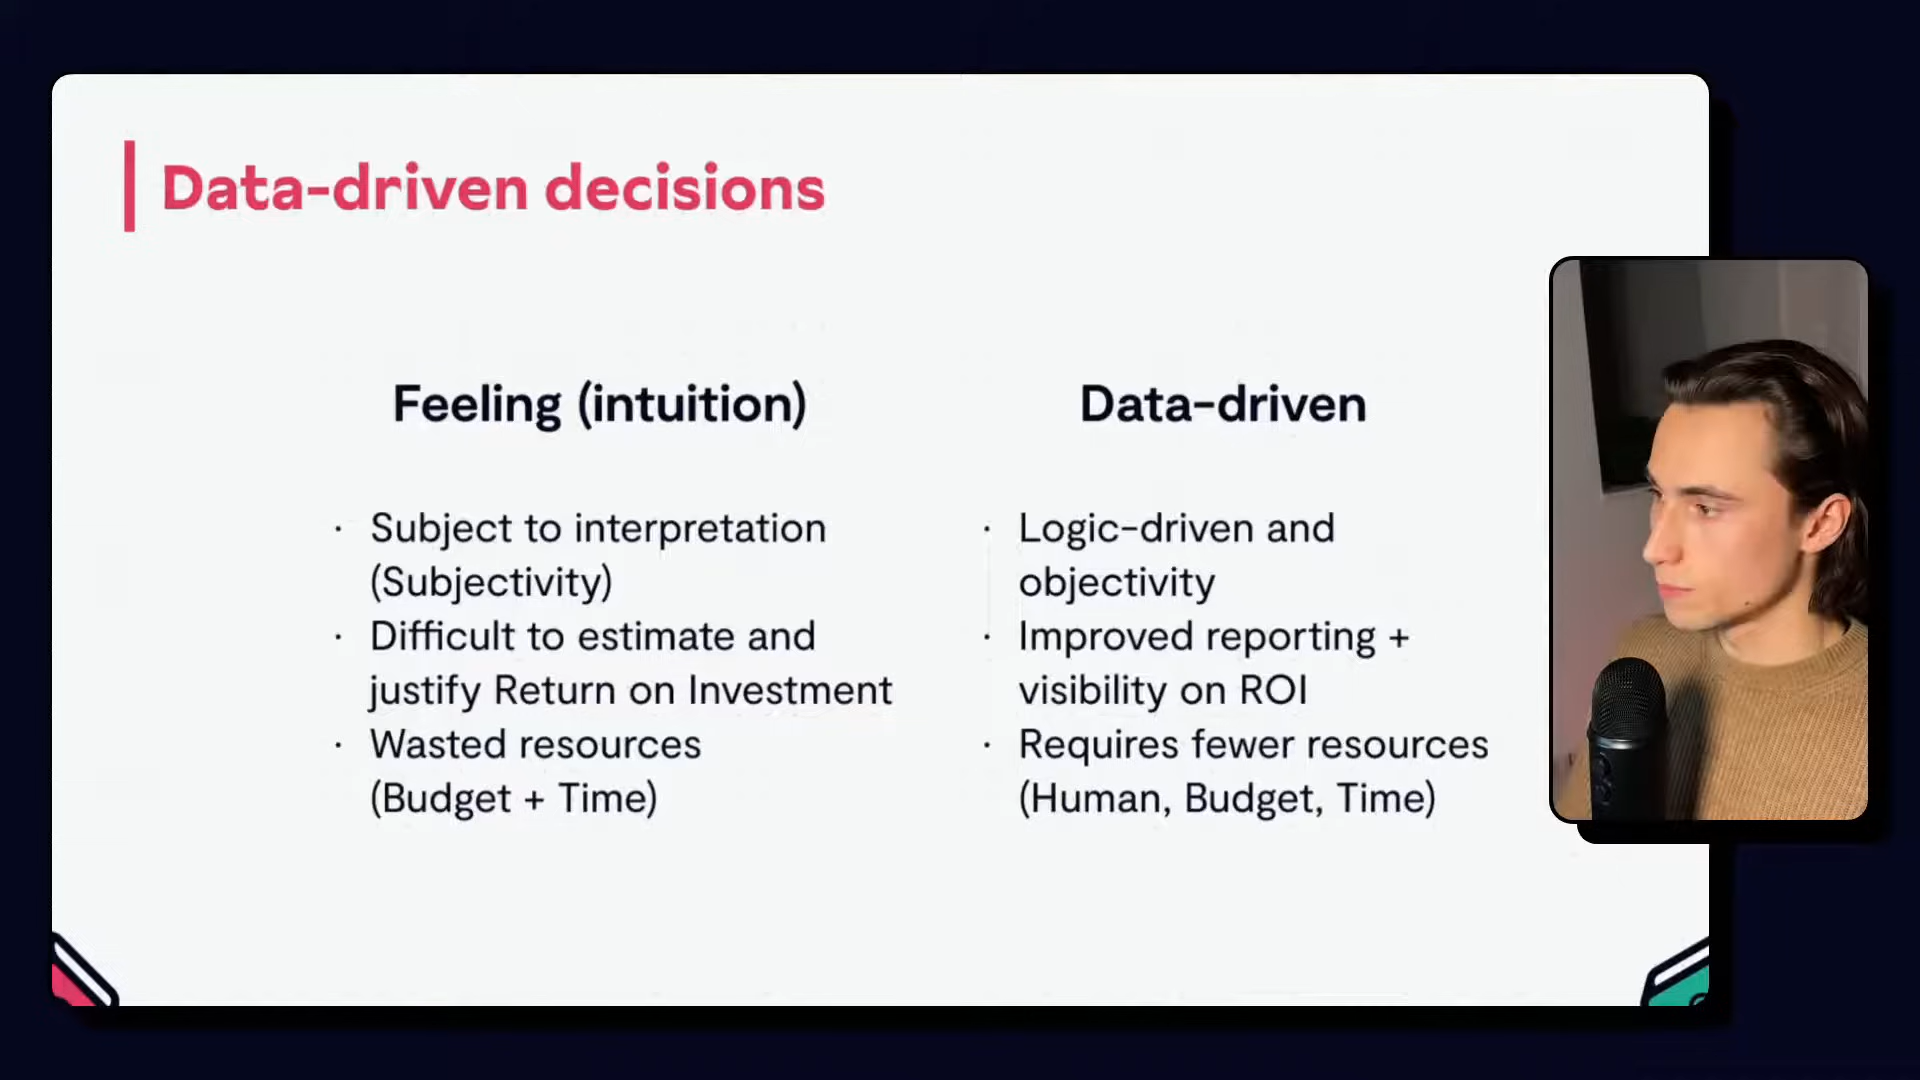 Data-driven decisions
Feeling (intuition)
· Subject to interpretation
(Subjectivity)
· Difficult to estimate and
justify Return on Investment
· Wasted resources
(Budget + Time)
Data-driven
· Logic-driven and
objectivity
· Improved reporting +
visibility on ROI
· Requires fewer resources
(Human, Budget, Time)